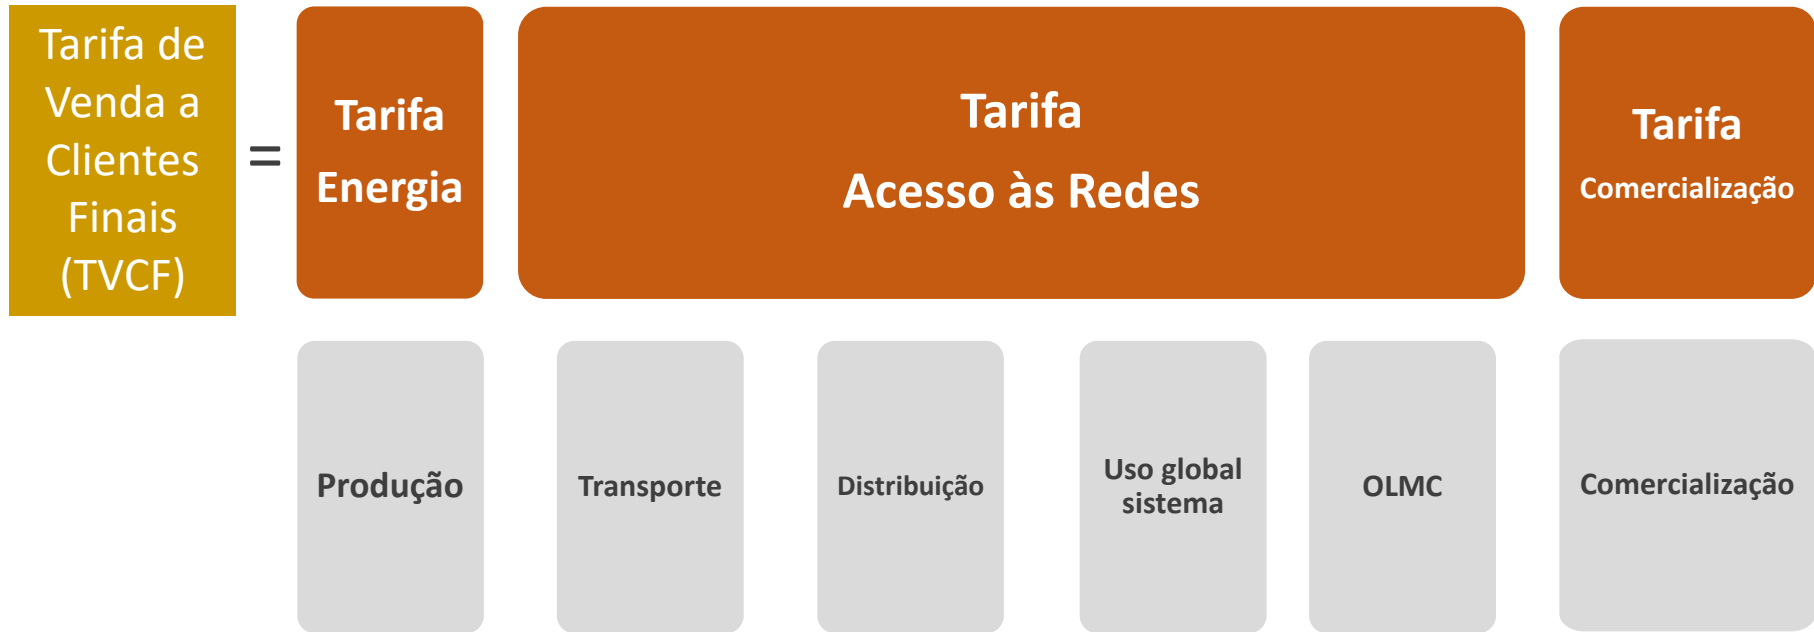 Tarifa de
Venda a
Clientes
Finais
(TVCF)
=
Tarifa
Energia
Tarifa
Acesso às Redes
Tarifa
Comercialização
Produção
Transporte
Distribuição
Uso global
sistema
OLMC
Comercialização